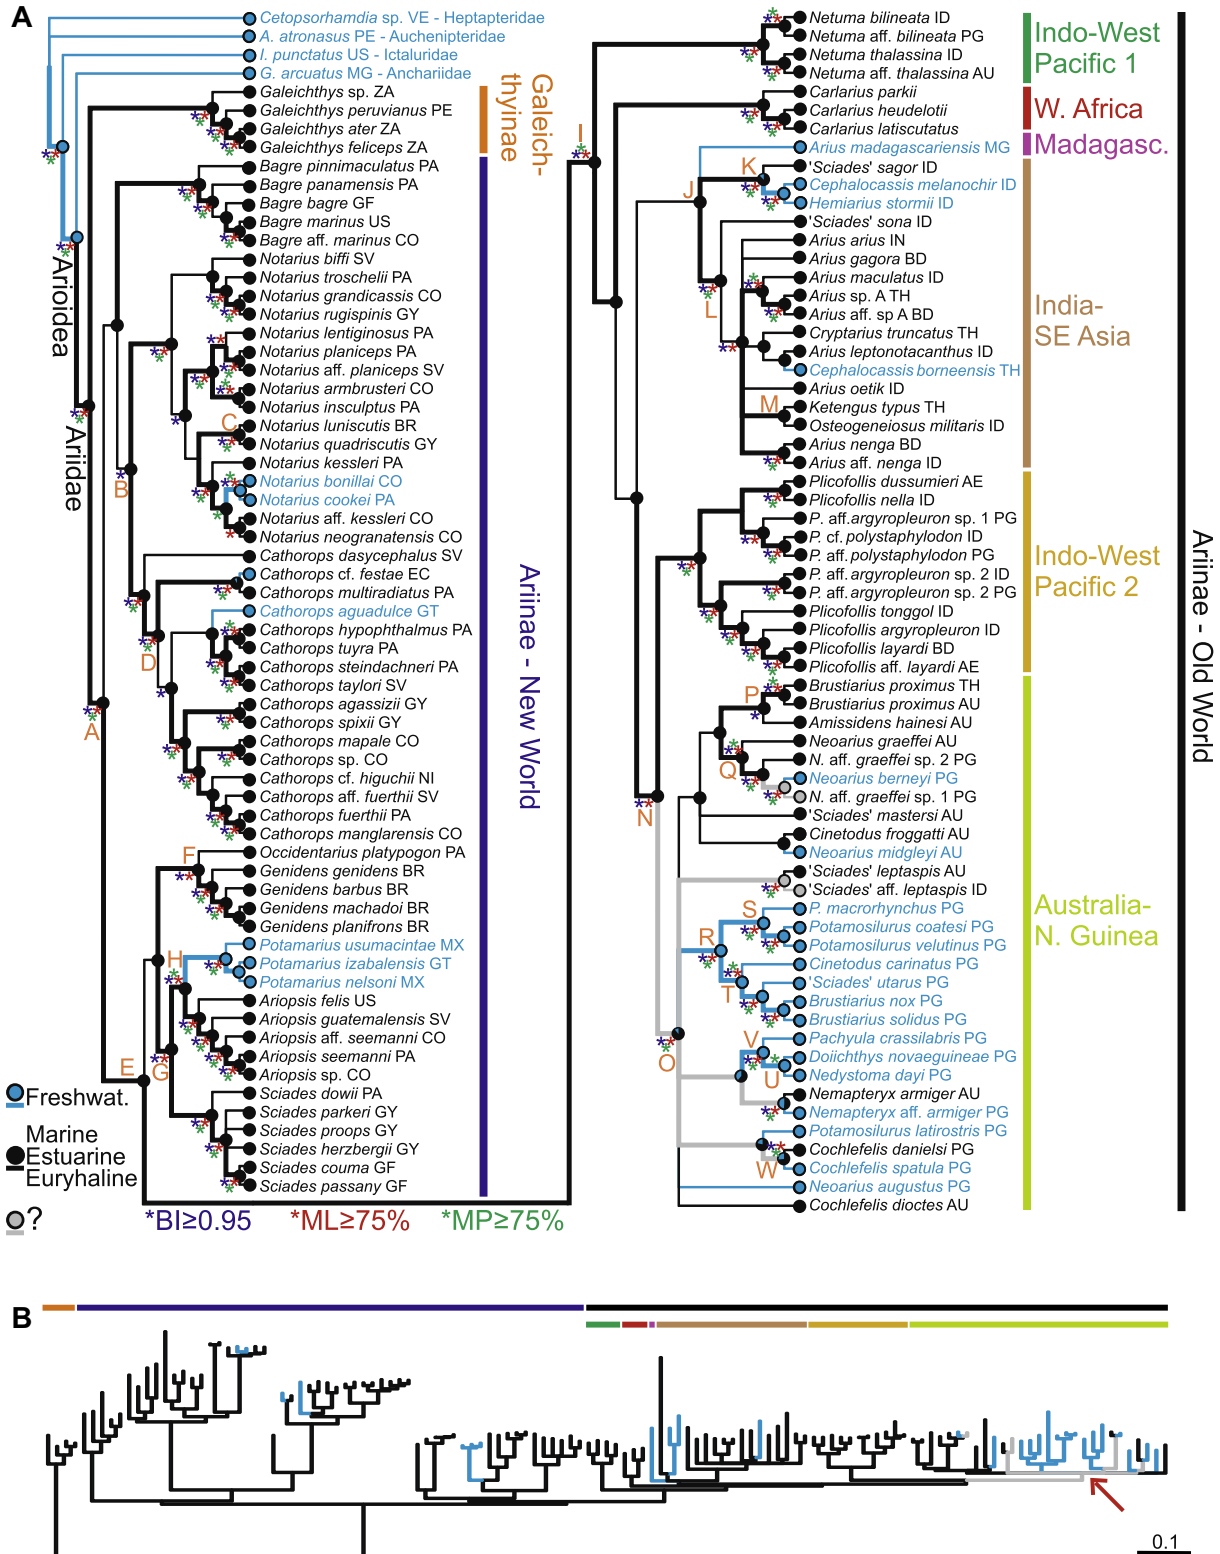 A
Cetopsorhamdia sp. VE - Heptapteridae
A. atronasus PE - Auchenipteridae
I. punctatus US - Ictaluridae
G. arcuatus MG - Anchariidae
Galeichthys sp. ZA
Galeichthys peruvianus PE
Galeichthys ater ZA
Galeichthys feliceps ZA
Bagre pinnimaculatus PA
Bagre panamensis PA
Bagre bagre GF
Bagre marinus US
Bagre aff. marinus CO
Notarius biffi SV
Notarius troschelii PA
Notarius grandicassis CO
Notarius rugispinis GY
Notarius lentiginosus PA
Notarius planiceps PA
Notarius aff. planiceps SV
Notarius armbrusteri CO
Notarius insculptus PA
Notarius luniscutis BR
Notarius quadriscutis GY
Notarius kessleri PA
Notarius bonillai CO
Notarius cookei PA
Notarius aff. kessleri CO
Notarius neogranatensis CO
Cathorops dasycephalus SV
Cathorops cf. festae EC
Cathorops multiradiatus PA
Cathorops aguadulce GT
Cathorops hypophthalmus PA
Cathorops tuyra PA
Cathorops steindachneri PA
Cathorops taylori SV
Cathorops agassizii GY
Cathorops spixii GY
Cathorops mapale CO
Cathorops sp. CO
Cathorops cf. higuchii NI
Cathorops aff. fuerthii SV
Cathorops fuerthii PA
Cathorops manglarensis CO
Occidentarius platypogon PA
Genidens genidens BR
Genidens barbus BR
Genidens machadoi BR
Genidens planifrons BR
Potamarius usumacintae MX
Potamarius izabalensis GT
Potamarius nelsoni MX
Ariopsis felis US
Ariopsis guatemalensis SV
Ariopsis aff. seemanni CO
Ariopsis seemanni PA
Ariopsis sp. CO
Sciades dowii PA
Sciades parkeri GY
Sciades proops GY
Sciades herzbergii GY
Sciades couma GF
Sciades passany GF
Galeich-
thyinae
Ariinae - New World
Arioidea
Ariidae
A
B
C
D
E
F
G
H
Freshwat.
Marine
Estuarine
Euryhaline
?
*BI≥0.95
*ML≥75%
*MP≥75%
Netuma bilineata ID
Netuma aff. bilineata PG
Netuma thalassina ID
Netuma aff. thalassina AU
Carlarius parkii
Carlarius heudelotii
Carlarius latiscutatus
Arius madagascariensis MG
'Sciades' sagor ID
Cephalocassis melanochir ID
Hemiarius stormii ID
'Sciades' sona ID
Arius arius IN
Arius gagora BD
Arius maculatus ID
Arius sp. A TH
Arius aff. sp A BD
Cryptarius truncatus TH
Arius leptonotacanthus ID
Cephalocassis borneensis TH
Arius oetik ID
Ketengus typus TH
Osteogeneiosus militaris ID
Arius nenga BD
Arius aff. nenga ID
Plicofollis dussumieri AE
Plicofollis nella ID
P. aff. argyropleuron sp. 1 PG
P. cf. polystaphylodon ID
P. aff. polystaphylodon PG
P. aff. argyropleuron sp. 2 ID
P. aff. argyropleuron sp. 2 PG
Plicofollis tonggol ID
Plicofollis argyropleuron ID
Plicofollis layardi BD
Plicofollis aff. layardi AE
Brustiarius proximus TH
Brustiarius proximus AU
Amissidens hainesi AU
Neoarius graeffei AU
N. aff. graeffei sp. 2 PG
Neoarius berneyi PG
N. aff. graeffei sp. 1 PG
'Sciades' mastersi AU
Cinetodus froggatti AU
Neoarius midgleyi AU
'Sciades' leptaspis AU
'Sciades' aff. leptaspis ID
P. macrorhynchus PG
Potamosilurus coatesi PG
Potamosilurus velutinus PG
Cinetodus carinatus PG
'Sciades' utarus PG
Brustiarius nox PG
Brustiarius solidus PG
Pachyula crassilabris PG
Doiichthys novaeguineae PG
Nedystoma dayi PG
Nemapteryx armiger AU
Nemapteryx aff. armiger PG
Potamosilurus latirostris PG
Cochlefelis danielsi PG
Cochlefelis spatula PG
Neoarius augustus PG
Cochlefelis dioctes AU
I
J
K
L
M
N
O
P
Q
R
S
T
U
V
W
Indo-West
Pacific 1
W. Africa
Madagasc.
India-
SE Asia
Indo-West
Pacific 2
Australia-
N. Guinea
Ariinae - Old World
B
0.1